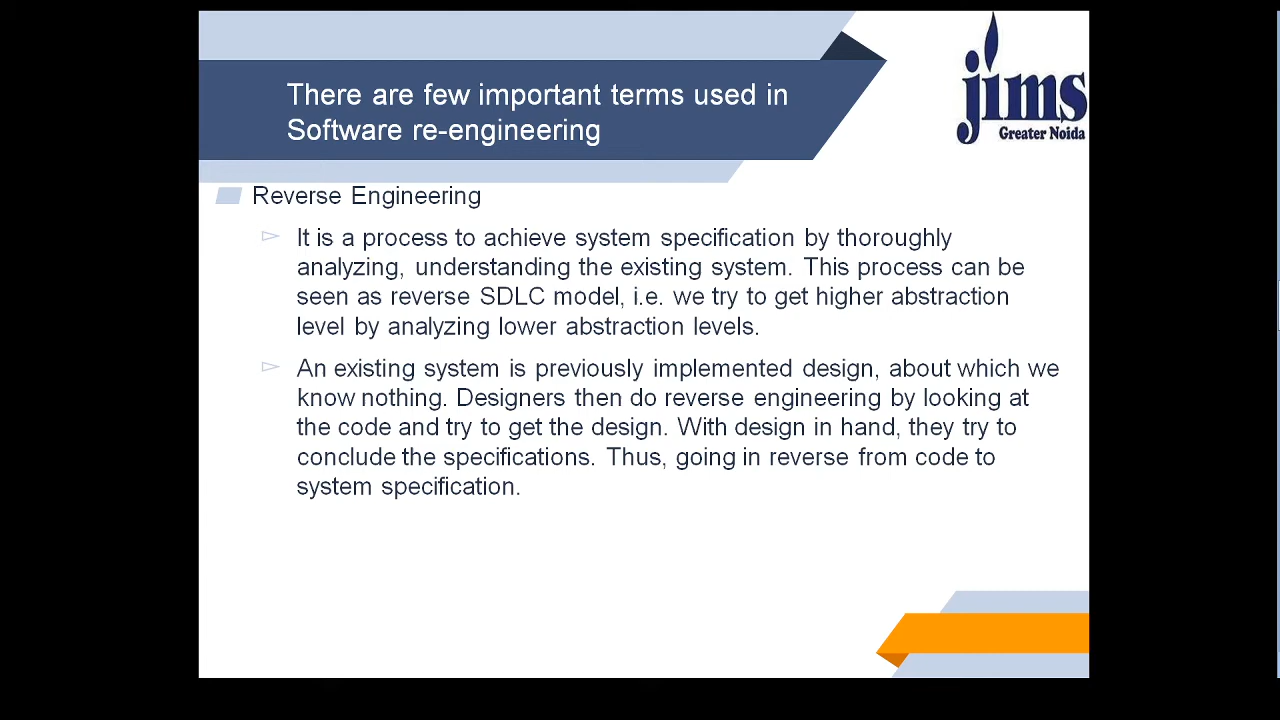 There are few important terms used in
Software re-engineering
jims
Greater Noida
Reverse Engineering
It is a process to achieve system specification by thoroughly
analyzing, understanding the existing system. This process can be
seen as reverse SDLC model, i.e. we try to get higher abstraction
level by analyzing lower abstraction levels.
An existing system is previously implemented design, about which we
know nothing. Designers then do reverse engineering by looking at
the code and try to get the design. With design in hand, they try to
conclude the specifications. Thus, going in reverse from code to
system specification.